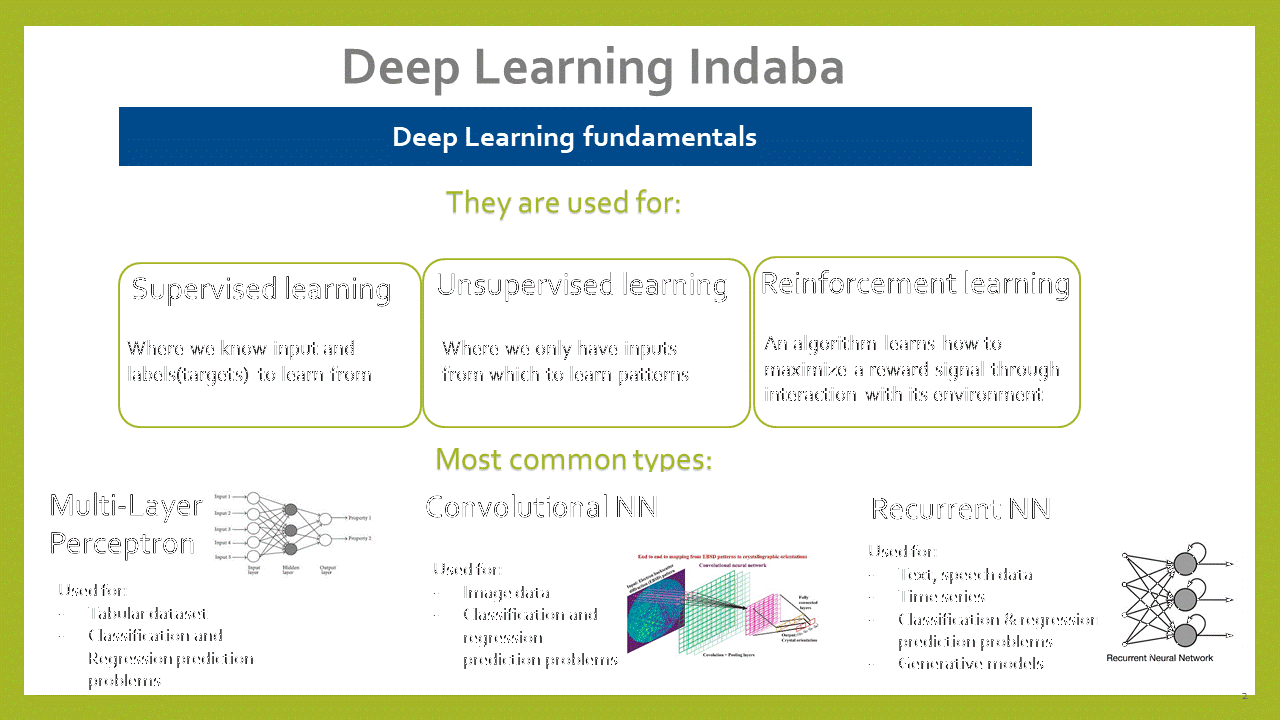 Deep Learning Indaba
Deep Learning fundamentals
They are used for:
Supervised learning
Where we know input and
labels(targets) to learn from
Unsupervised learning
Where we only have inputs
from which to learn patterns
Reinforcement learning
An algorithm learns how to
maximize a reward signal through
interaction with its environment
Most common types:
Multi-Layer
Perceptron
Input 1
Input 2
Input 3
Input 4
Input 5
Property 1
Property 2
Input
layer
Hidden
layer
Output
layer
Used for:
- Tabular dataset
- Classification and
Regression prediction
problems
Convolutional NN
Used for:
- Image data
- Classification and
regression
prediction problems
End to end to mapping from EBSD patterns to crystallographic orientations
Convolutional neural network
Input: Electron backscatter
diffraction (EBSD) pattern
Fully
connected
layers
Output:
Crystal orientation
Convolution + Pooling layers
Recurrent NN
Used for:
- Text, speech data
- Time series
- Classification & regression
prediction problems
- Generative models
Recurrent Neural Network
2